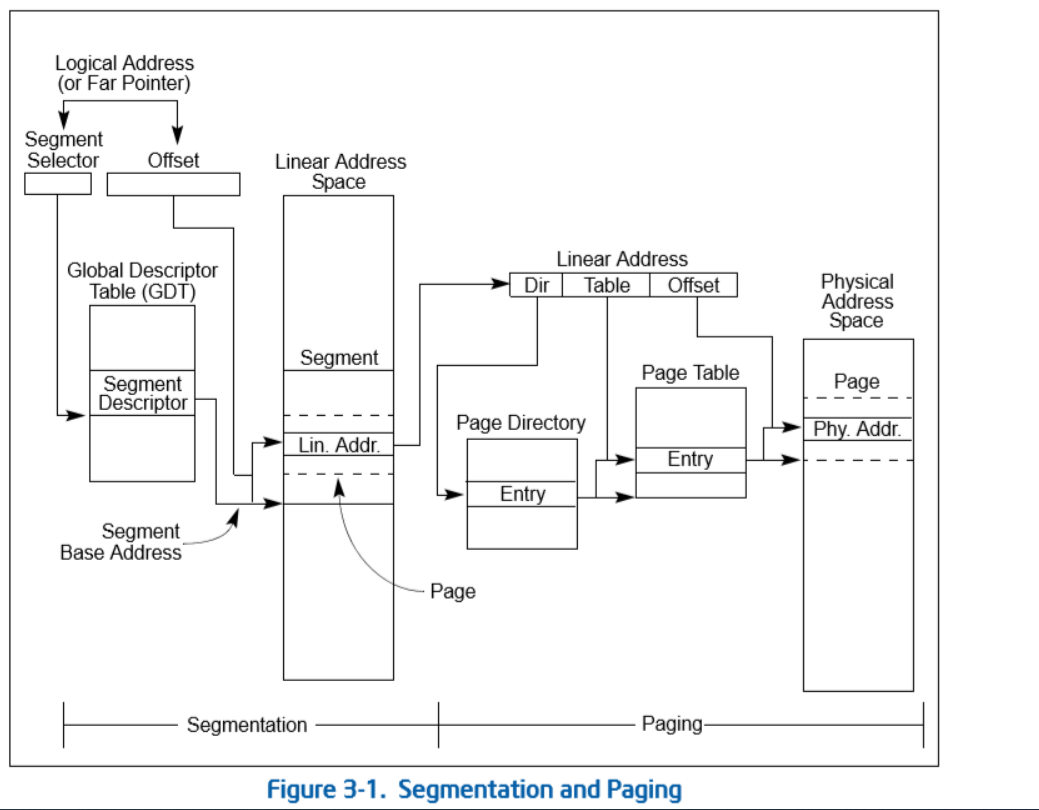 Logical Address
(or Far Pointer)
Segment
Selector
Offset
Linear Address
Space
Global Descriptor
Table (GDT)
Segment
Descriptor
Segment
Lin. Addr.
Segment
Base Address
Page
Linear Address
Dir
Table
Offset
Page Directory
Entry
Page Table
Entry
Physical
Address
Space
Page
Phy. Addr.
Segmentation
Paging
Figure 3-1. Segmentation and Paging